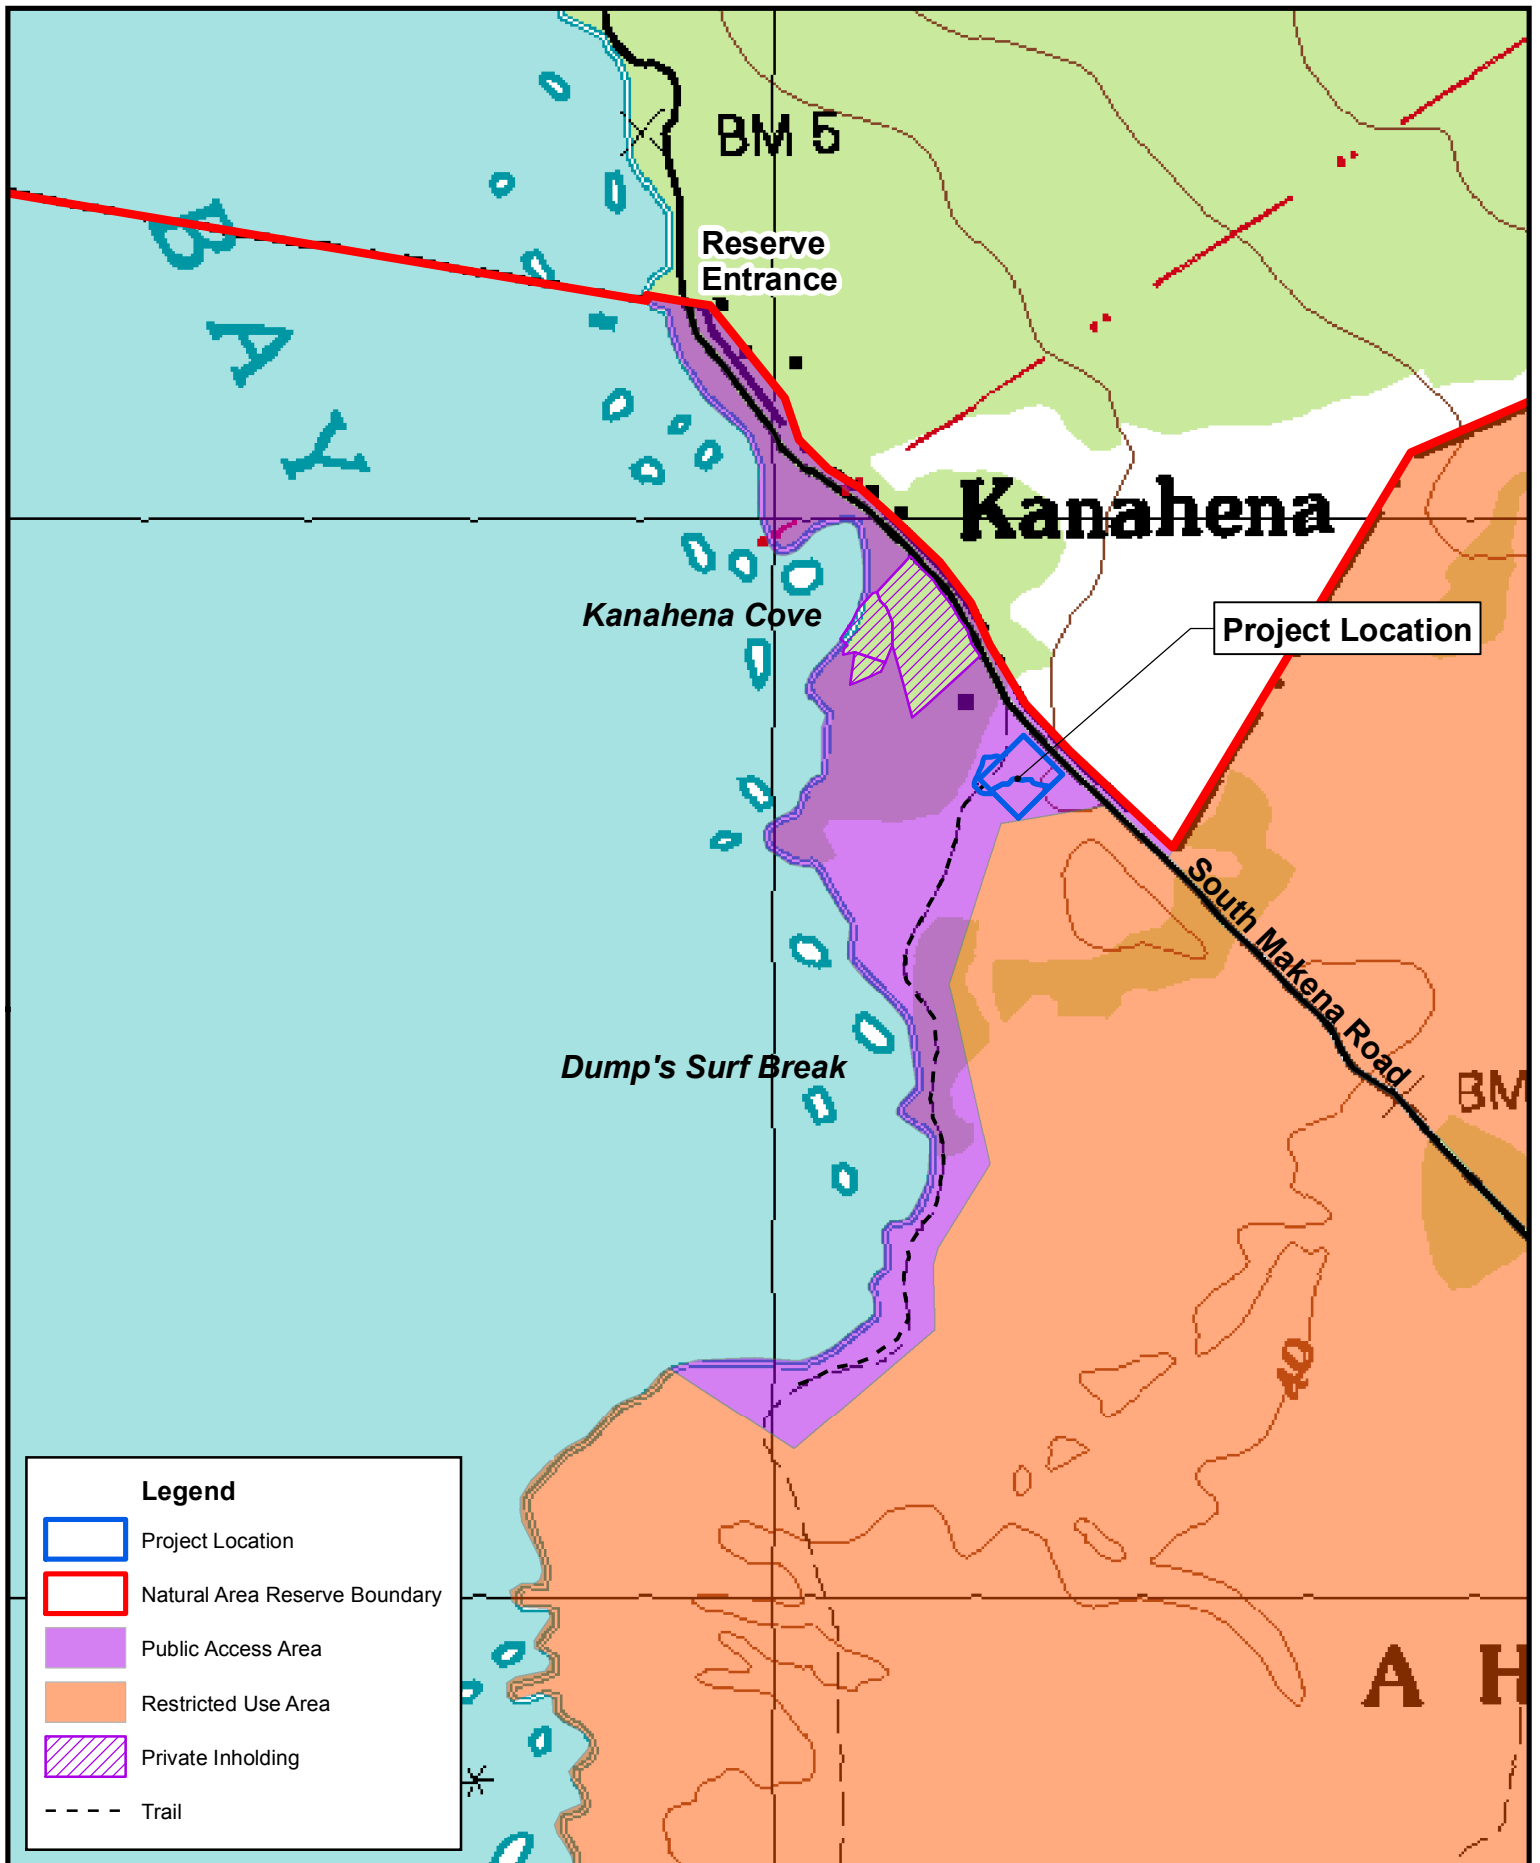 BM 5
B
A
Y
Reserve
Entrance
Kanahena
Kanahena Cove
Project Location
South Makena Road
Dump's Surf Break
BM
40
A H
Legend
Project Location
Natural Area Reserve Boundary
Public Access Area
Restricted Use Area
Private Inholding
Trail